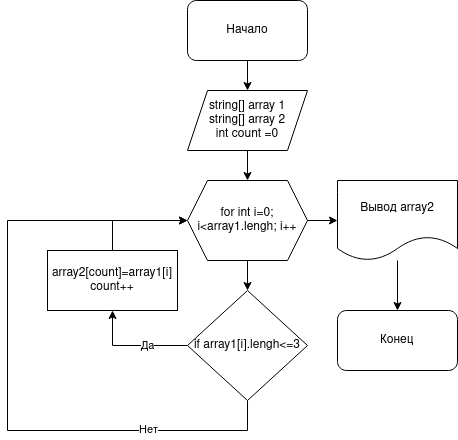 Начало
string[] array 1
string[] array 2
int count =0
for int i=0;
i<array1.lengh; i++
Вывод array2
array2[count]=array1[i]
count++
if array1[i].lengh<=3
Да
Конец
Нет